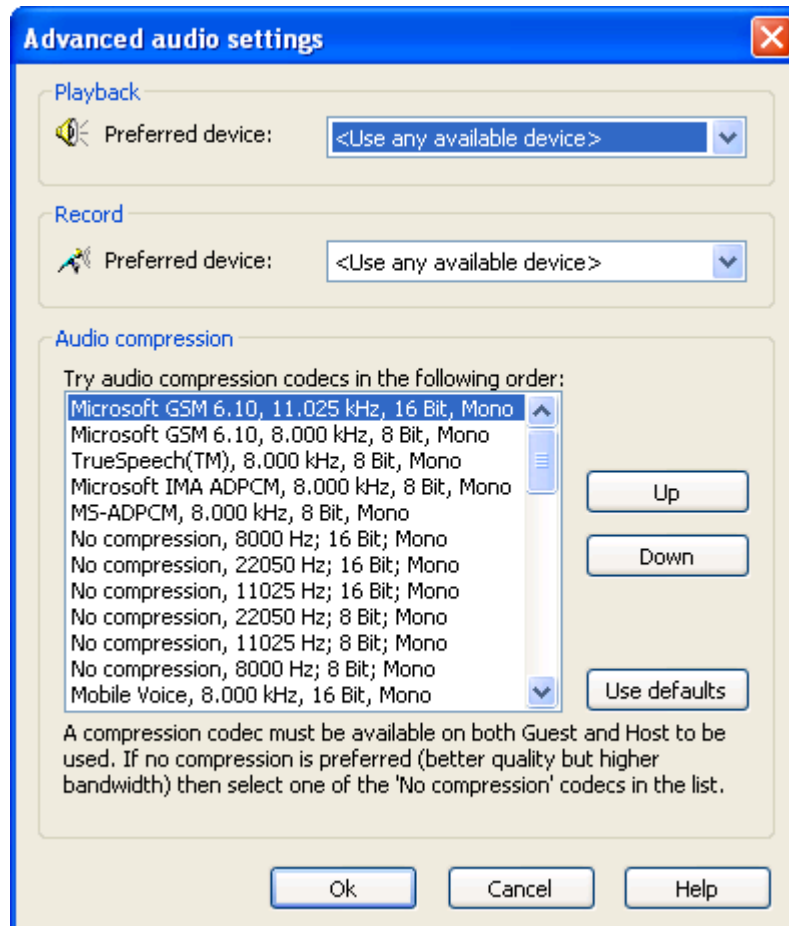 Advanced audio settings
Playback
Preferred device:
<Use any available device>
Record
Preferred device:
<Use any available device>
Audio compression
Try audio compression codecs in the following order:
Microsoft GSM 6.10, 11.025 kHz, 16 Bit, Mono
Microsoft GSM 6.10, 8.000 kHz, 8 Bit, Mono
TrueSpeech(TM), 8.000 kHz, 8 Bit, Mono
Microsoft IMA ADPCM, 8.000 kHz, 8 Bit, Mono
MS-ADPCM, 8.000 kHz, 8 Bit, Mono
No compression, 8000 Hz; 16 Bit; Mono
No compression, 22050 Hz; 16 Bit; Mono
No compression, 11025 Hz; 16 Bit; Mono
No compression, 22050 Hz; 8 Bit; Mono
No compression, 11025 Hz; 8 Bit; Mono
No compression, 8000 Hz; 8 Bit; Mono
Mobile Voice, 8.000 kHz, 16 Bit, Mono
Up
Down
Use defaults
A compression codec must be available on both Guest and Host to be
used. If no compression is preferred (better quality but higher
bandwidth) then select one of the 'No compression' codecs in the list.
Ok
Cancel
Help